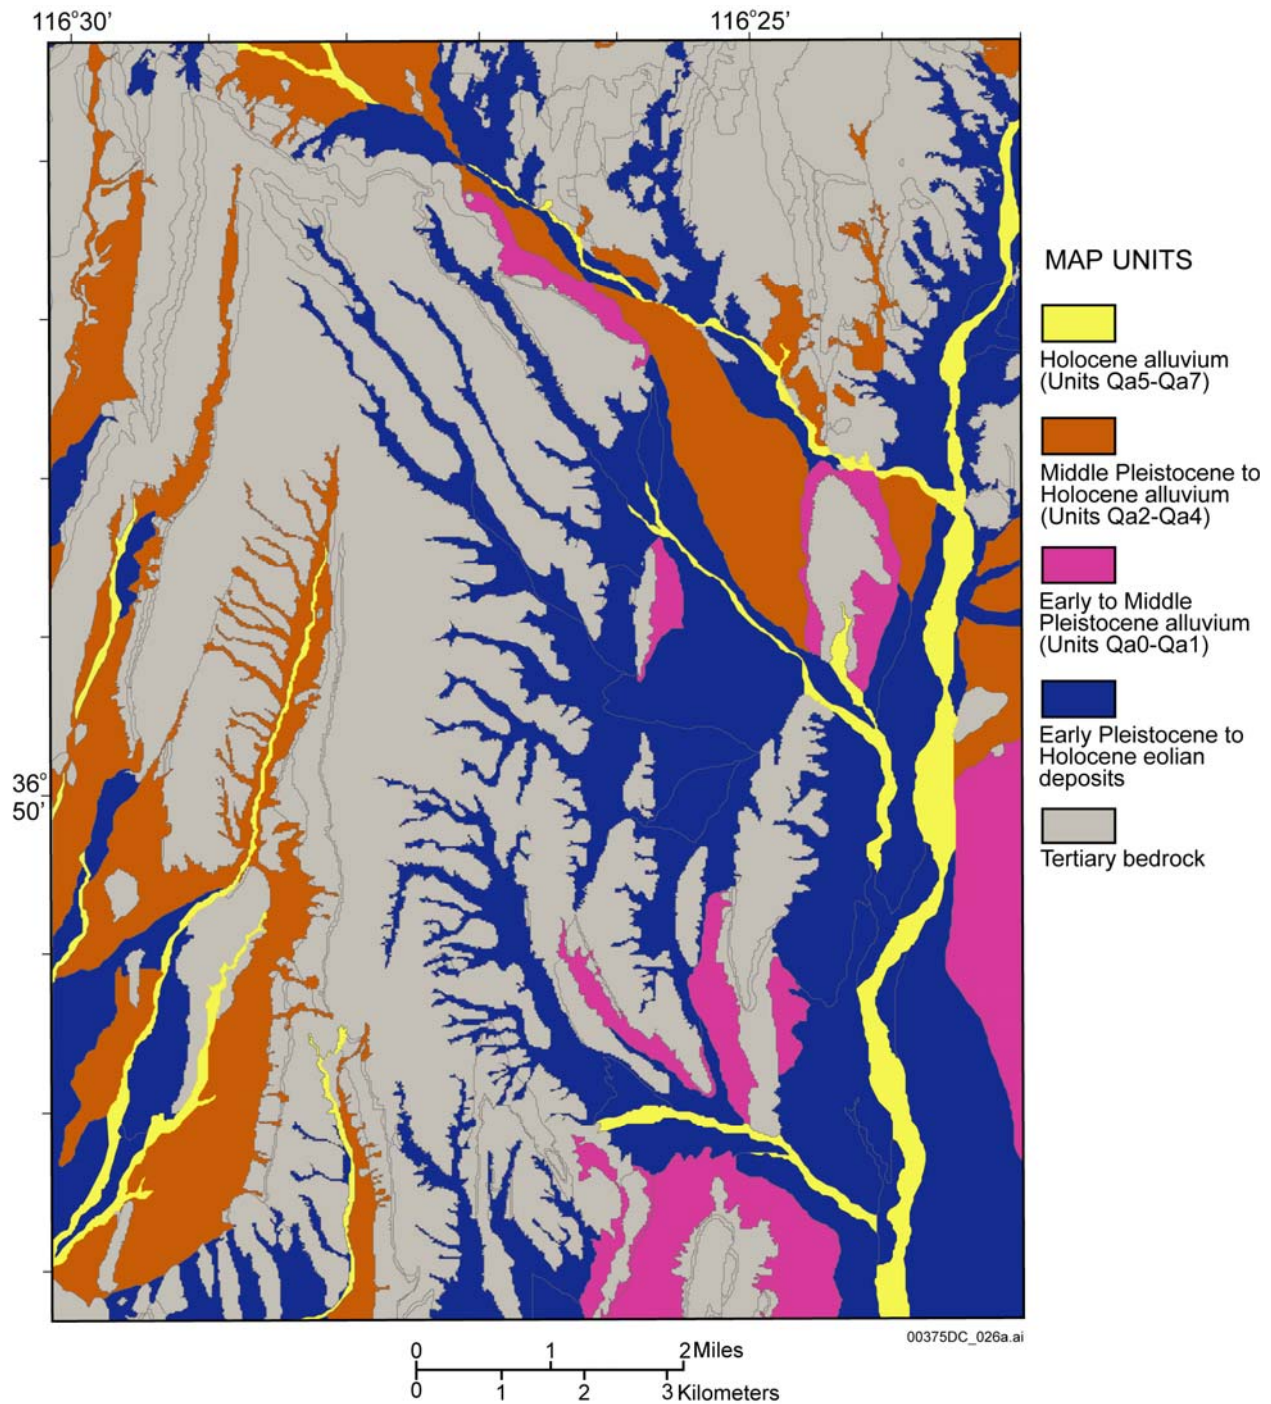 116°30’
116°25’
36°
50’
MAP UNITS
Holocene alluvium
(Units Qa5-Qa7)
Middle Pleistocene to
Holocene alluvium
(Units Qa2-Qa4)
Early to Middle
Pleistocene alluvium
(Units Qa0-Qa1)
Early Pleistocene to
Holocene eolian
deposits
Tertiary bedrock
00375DC_026a.ai
0 1 2 Miles
0 1 2 3 Kilometers